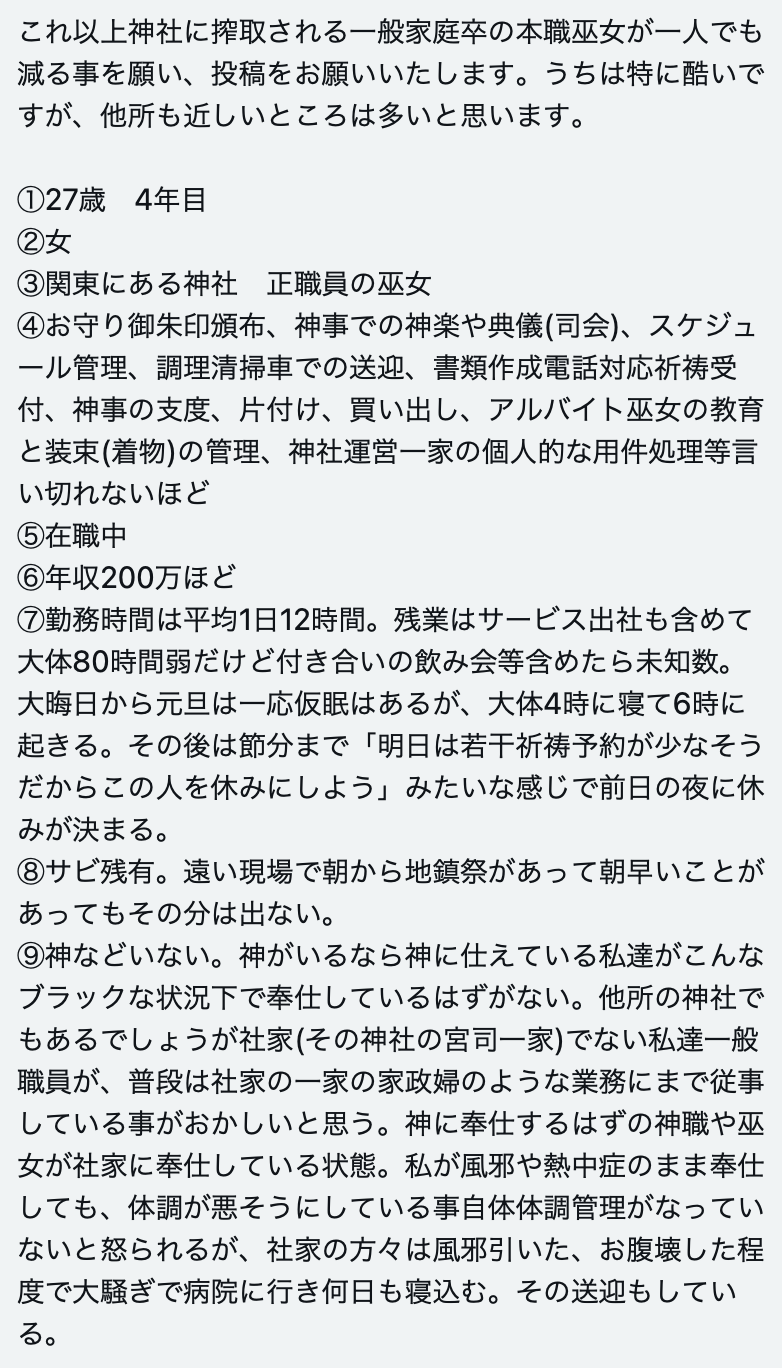 これ以上神社に搾取される一般家庭卒の本職巫女が一人でも
減る事を願い、投稿をお願いいたします。うちは特に酷いで
すが、他所も近しいところは多いと思います。

①27歳　4年目
②女
③関東にある神社　正職員の巫女
④お守り御朱印頒布、神事での神楽や典儀(司会)、スケジュ
ール管理、調理清掃車での送迎、書類作成電話対応祈祷受
付、神事の支度、片付け、買い出し、アルバイト巫女の教育
と装束(着物)の管理、神社運営一家の個人的な用件処理等言
い切れないほど
⑤在職中
⑥年収200万ほど
⑦勤務時間は平均1日12時間。残業はサービス出社も含めて
大体80時間弱だけど付き合いの飲み会等含めたら未知数。
大晦日から元旦は一応仮眠はあるが、大体4時に寝て6時に
起きる。その後は節分まで「明日は若干祈祷予約が少なそう
だからこの人を休みにしよう」みたいな感じで前日の夜に休
みが決まる。
⑧サビ残有。遠い現場で朝から地鎮祭があって朝早いことが
あってもその分は出ない。
⑨神などいない。神がいるなら神に仕えている私達がこんな
ブラックな状況下で奉仕しているはずがない。他所の神社で
もあるでしょうが社家(その神社の宮司一家)でない私達一般
職員が、普段は社家の一家の家政婦のような業務にまで従事
している事がおかしいと思う。神に奉仕するはずの神職や巫
女が社家に奉仕している状態。私が風邪や熱中症のまま奉仕
しても、体調が悪そうにしている事自体体調管理がなってい
ないと怒られるが、社家の方々は風邪引いた、お腹壊した程
度で大騒ぎで病院に行き何日も寝込む。その送迎もしてい
る。